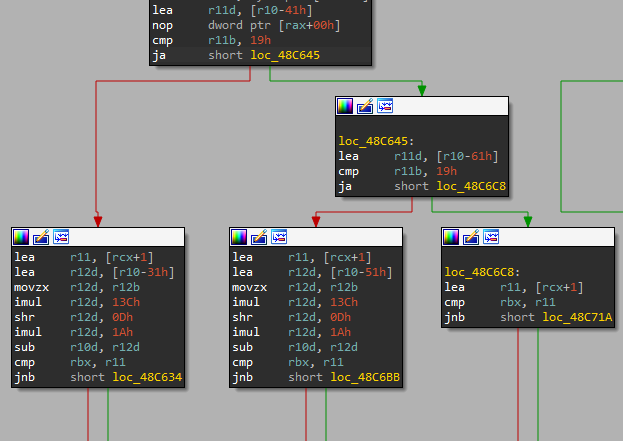 lea r11d, [r10-41h]
nop dword ptr [rax+00h]
cmp r11b, 19h
ja short loc_48C645
loc_48C645:
lea r11d, [r10-61h]
cmp r11b, 19h
ja short loc_48C6C8
lea r11, [rcx+1]
lea r12d, [r10-31h]
movzx r12d, r12b
imul r12d, 13Ch
shr r12d, 0Dh
imul r12d, 1Ah
sub r10d, r12d
cmp rbx, r11
jnb short loc_48C634
lea r11, [rcx+1]
lea r12d, [r10-51h]
movzx r12d, r12b
imul r12d, 13Ch
shr r12d, 0Dh
imul r12d, 1Ah
sub r10d, r12d
cmp rbx, r11
jnb short loc_48C6BB
loc_48C6C8:
lea r11, [rcx+1]
cmp rbx, r11
jnb short loc_48C71A